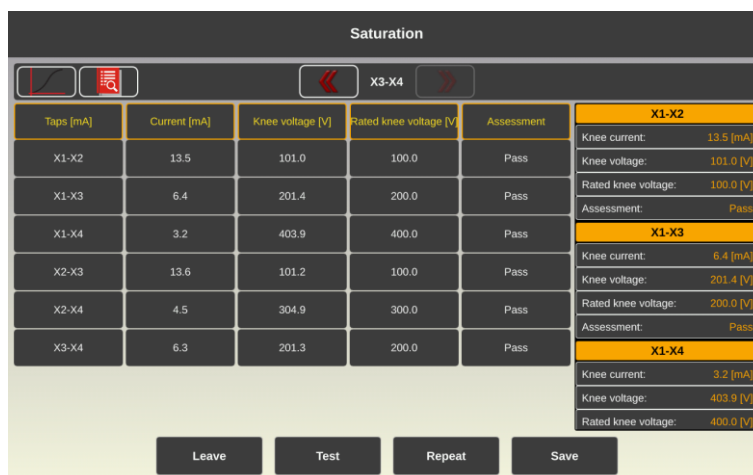 Saturation
X3-X4
Taps [mA] Current [mA] Knee voltage [V] Rated knee voltage [V] Assessment
X1-X2 13.5 101.0 100.0 Pass
X1-X3 6.4 201.4 200.0 Pass
X1-X4 3.2 403.9 400.0 Pass
X2-X3 13.6 101.2 100.0 Pass
X2-X4 4.5 304.9 300.0 Pass
X3-X4 6.3 201.3 200.0 Pass
X1-X2
Knee current: 13.5 [mA]
Knee voltage: 101.0 [V]
Rated knee voltage: 100.0 [V]
Assessment: Pass
X1-X3
Knee current: 6.4 [mA]
Knee voltage: 201.4 [V]
Rated knee voltage: 200.0 [V]
Assessment: Pass
X1-X4
Knee current: 3.2 [mA]
Knee voltage: 403.9 [V]
Rated knee voltage: 400.0 [V]
Leave Test Repeat Save